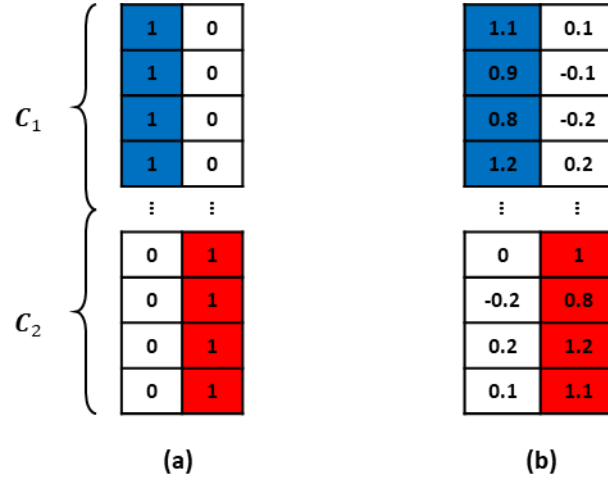 1 0 1.1 0.1
1 0 0.9 -0.1
C₁ 1 0 0.8 -0.2
1 0 1.2 0.2
⋮ ⋮ ⋮ ⋮
0 1 0 1
0 1 -0.2 0.8
C₂ 0 1 0.2 1.2
0 1 0.1 1.1
(a) (b)